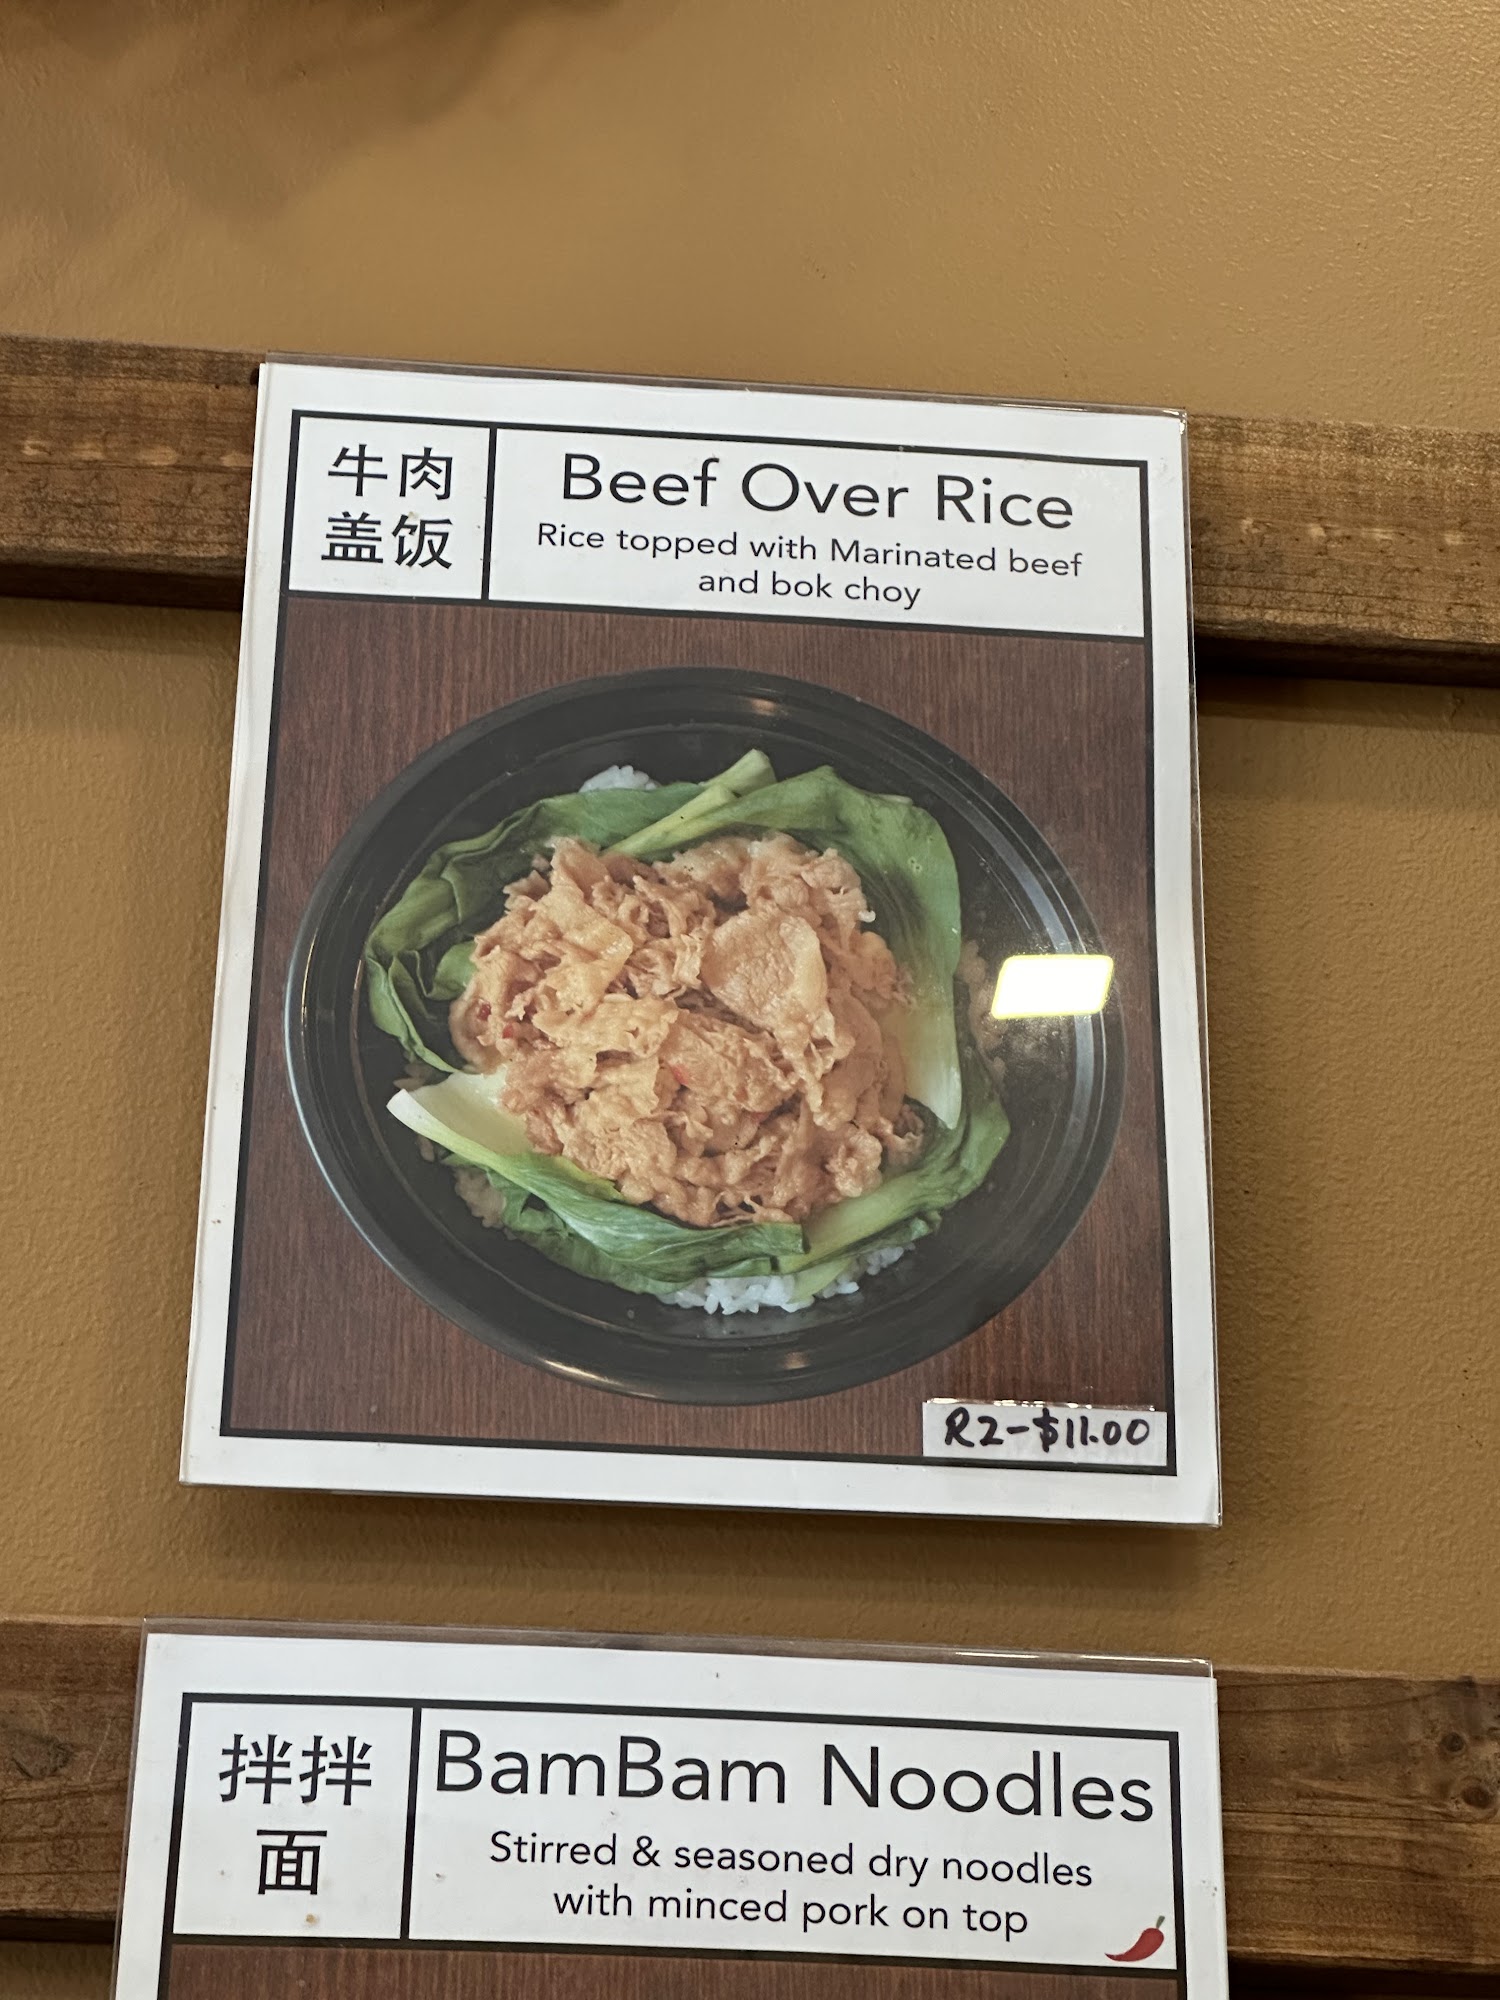 牛肉
盖饭
Beef Over Rice
Rice topped with Marinated beef
and bok choy
R2-$11.00
拌拌
面
BamBam Noodles
Stirred & seasoned dry noodles
with minced pork on top